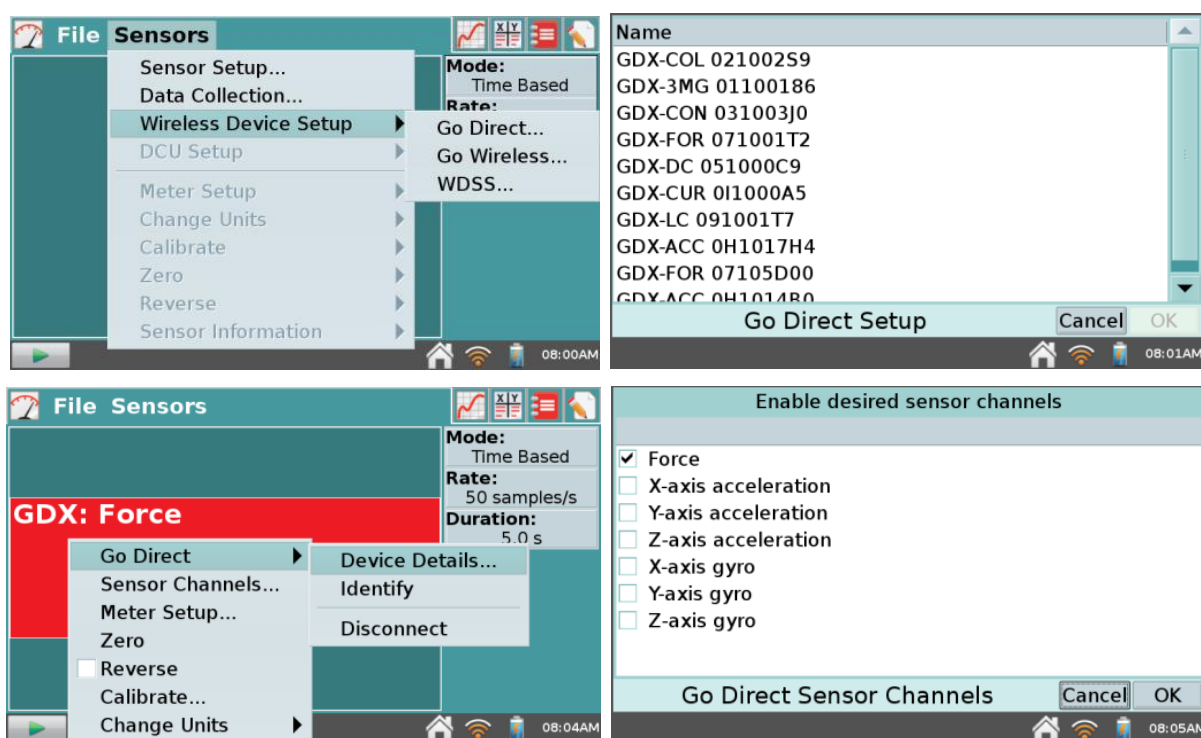 File Sensors
Sensor Setup...
Data Collection...
Wireless Device Setup
DCU Setup
Meter Setup
Change Units
Calibrate
Zero
Reverse
Sensor Information
Go Direct...
Go Wireless...
WDSS...
Mode:
Time Based
Rate:
08:00AM
Name
GDX-COL 021002S9
GDX-3MG 01100186
GDX-CON 031003J0
GDX-FOR 071001T2
GDX-DC 051000C9
GDX-CUR 0I1000A5
GDX-LC 091001T7
GDX-ACC 0H1017H4
GDX-FOR 07105D00
GDX-ACC 0H1014B0
Go Direct Setup
Cancel
OK
08:01AM
File Sensors
Mode:
Time Based
Rate:
50 samples/s
Duration:
5.0 s
GDX: Force
Go Direct
Sensor Channels...
Meter Setup...
Zero
Reverse
Calibrate...
Change Units
Device Details...
Identify
Disconnect
08:04AM
Enable desired sensor channels
Force
X-axis acceleration
Y-axis acceleration
Z-axis acceleration
X-axis gyro
Y-axis gyro
Z-axis gyro
Go Direct Sensor Channels
Cancel
OK
08:05AM